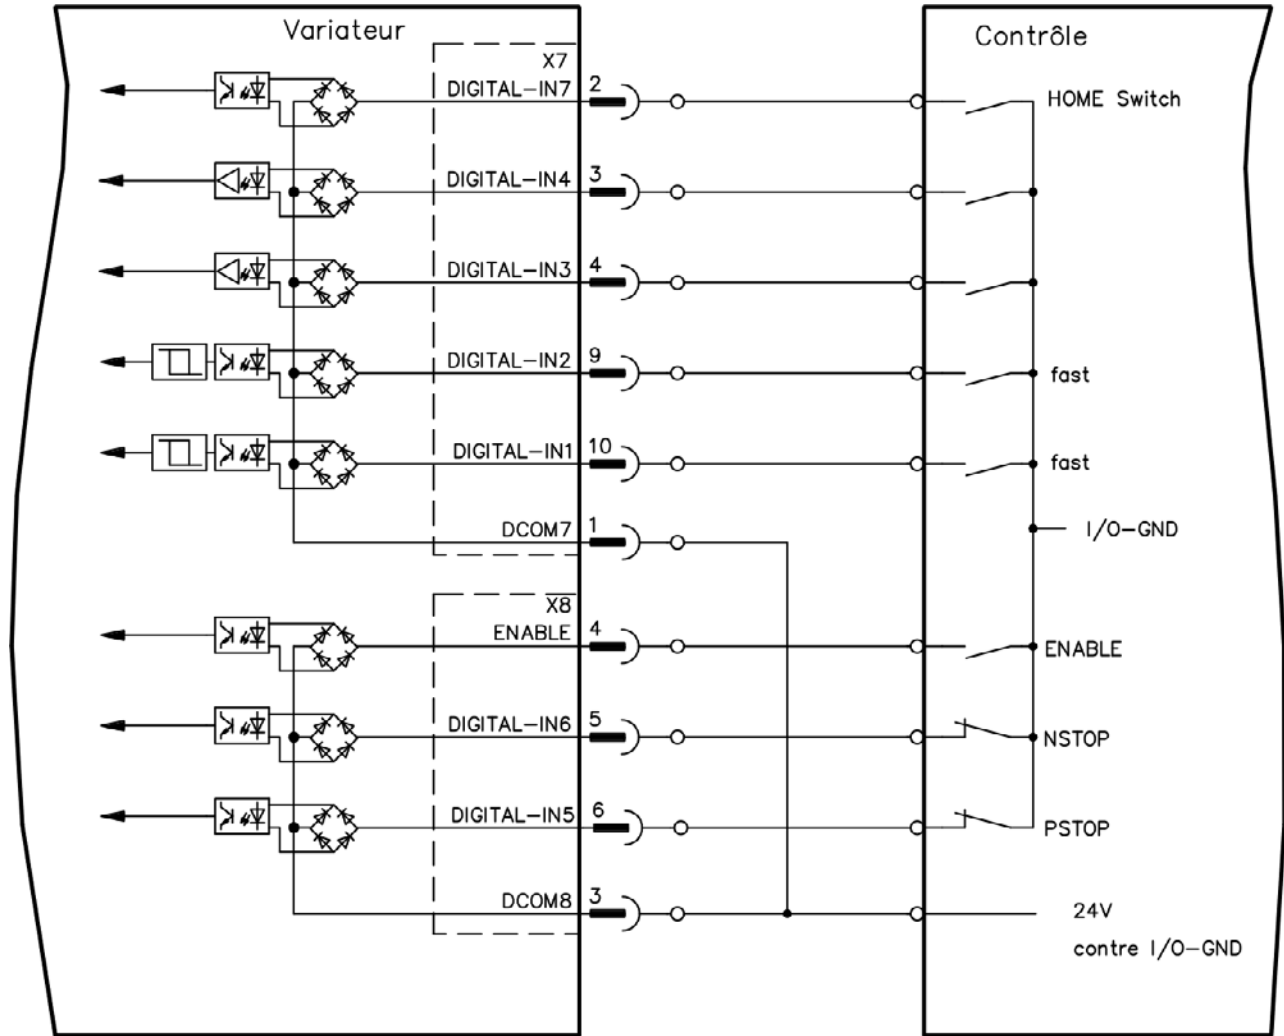 Variateur
Contrôle
X7
DIGITAL-IN7 2
HOME Switch
DIGITAL-IN4 3
DIGITAL-IN3 4
DIGITAL-IN2 9
fast
DIGITAL-IN1 10
fast
DCOM7 1
I/O-GND
X8
ENABLE 4
ENABLE
DIGITAL-IN6 5
NSTOP
DIGITAL-IN5 6
PSTOP
DCOM8 3
24V
contre I/O-GND